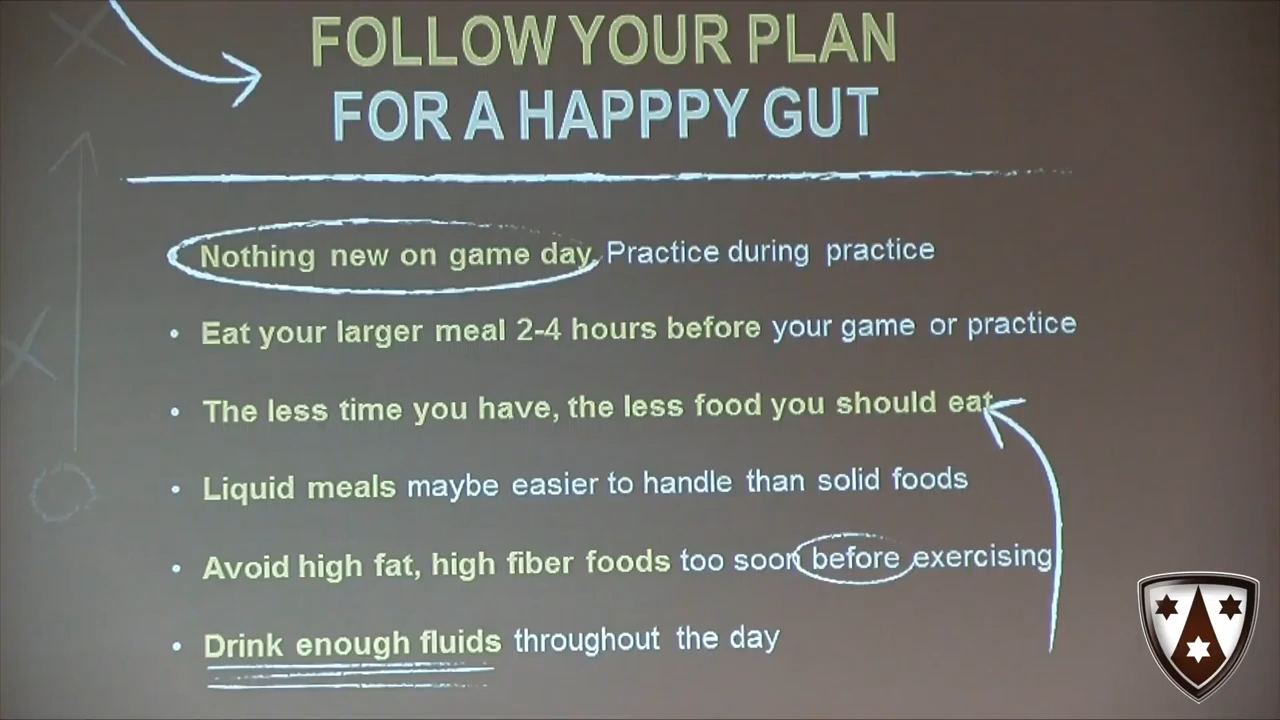 FOLLOW YOUR PLAN
FOR A HAPPPY GUT
Nothing new on game day. Practice during practice
• Eat your larger meal 2-4 hours before your game or practice
• The less time you have, the less food you should eat
• Liquid meals maybe easier to handle than solid foods
• Avoid high fat, high fiber foods too soon before exercising
• Drink enough fluids throughout the day